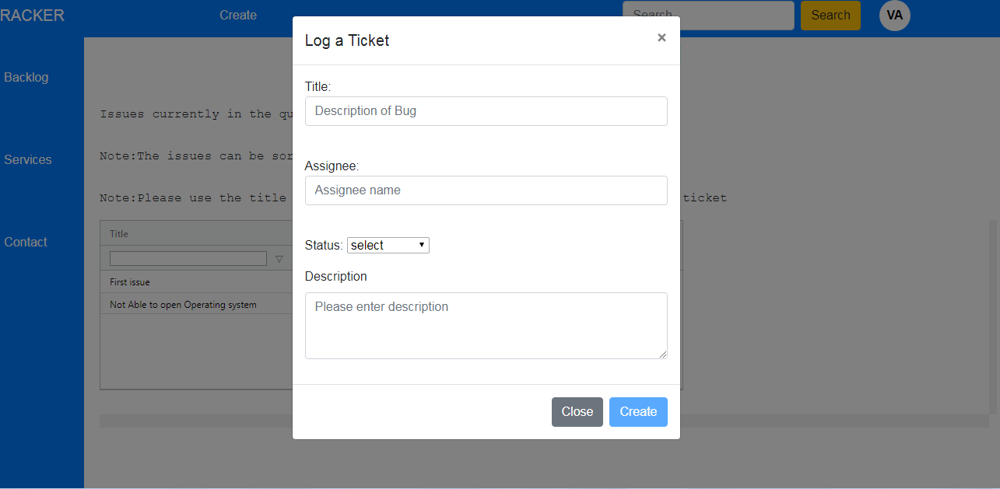 RACKER
Create
Search
Search
VA
Backlog
Services
Contact
Issues currently in the
Note:The issues can be
Note:Please use the title
ticket
Title
First issue
Not Able to open Operating system
Log a Ticket
×
Title:
Description of Bug
Assignee:
Assignee name
Status: select
Description
Please enter description
Close
Create